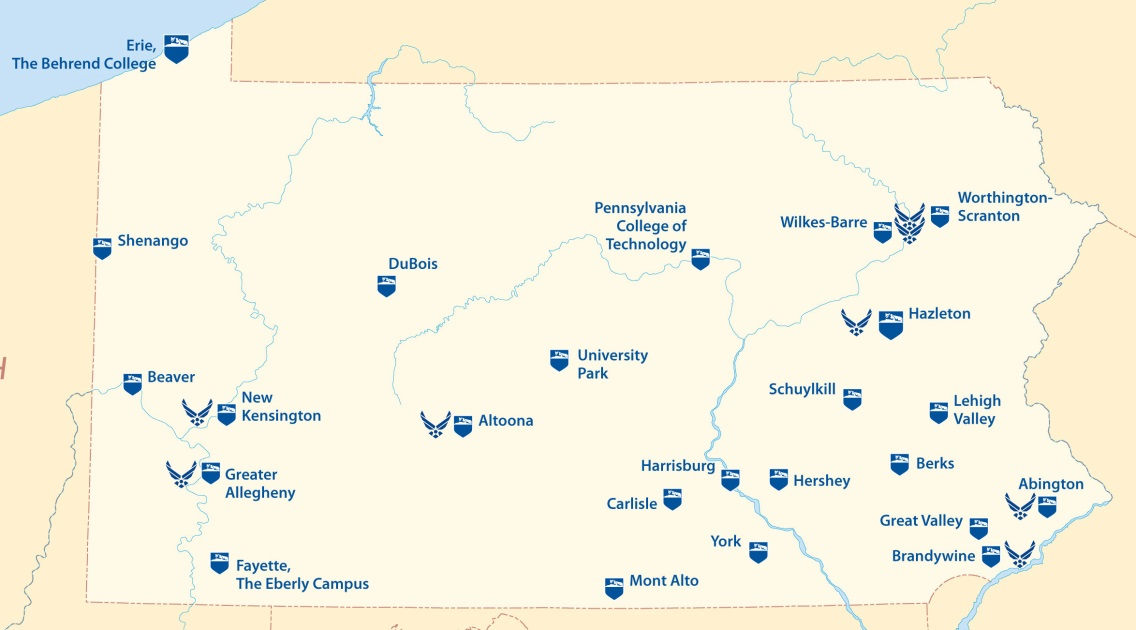 Erie,
The Behrend College
Worthington-
Scranton
Pennsylvania
College of
Technology
Wilkes-Barre
Shenango
DuBois
Hazleton
University
Park
Beaver
New
Kensington
Schuylkill
Lehigh
Valley
Altoona
Harrisburg
Berks
Greater
Allegheny
Hershey
Abington
Carlisle
Great Valley
York
Brandywine
Fayette,
The Eberly Campus
Mont Alto
H